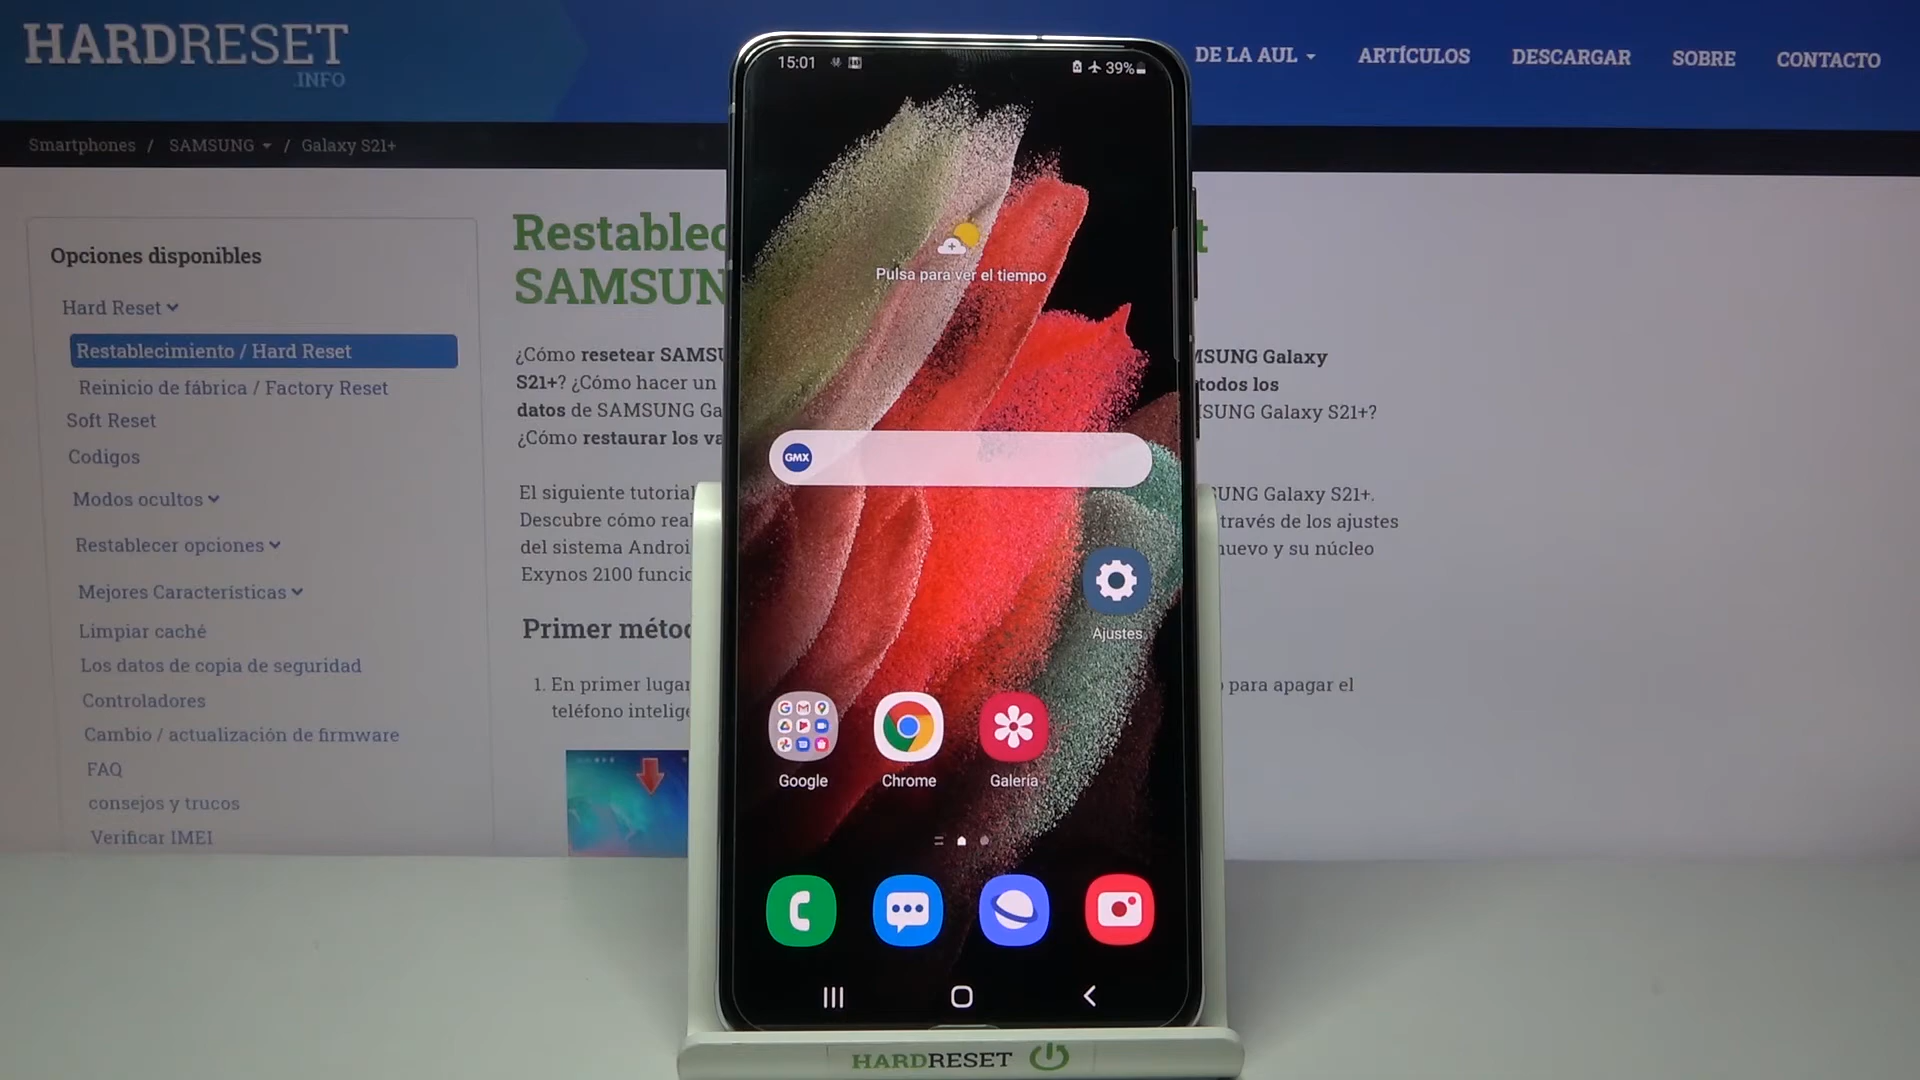 HARDRESET
.INFO
DE LA AUL
ARTÍCULOS
DESCARGAR
SOBRE
CONTACTO
Smartphones / SAMSUNG / Galaxy S21+
Opciones disponibles
Hard Reset
Restablecimiento / Hard Reset
Reinicio de fábrica / Factory Reset
Soft Reset
Codigos
Modos ocultos
Restablecer opciones
Mejores Características
Limpiar caché
Los datos de copia de seguridad
Controladores
Cambio / actualización de firmware
FAQ
consejos y trucos
Verificar IMEI
Restablec t
SAMSUN
¿Cómo resetear SAMSU MSUNG Galaxy
S21+? ¿Cómo hacer un todos los
datos de SAMSUNG Ga SUNG Galaxy S21+?
¿Cómo restaurar los va
El siguiente tutorial SUNG Galaxy S21+.
Descubre cómo rea través de los ajustes
del sistema Androi nuevo y su núcleo
Exynos 2100 funcio
Primer métod
1. En primer lugar para apagar el
teléfono intelige
15:01
39%
Pulsa para ver el tiempo
GMX
Ajustes
Google
Chrome
Galería
HARDRESET